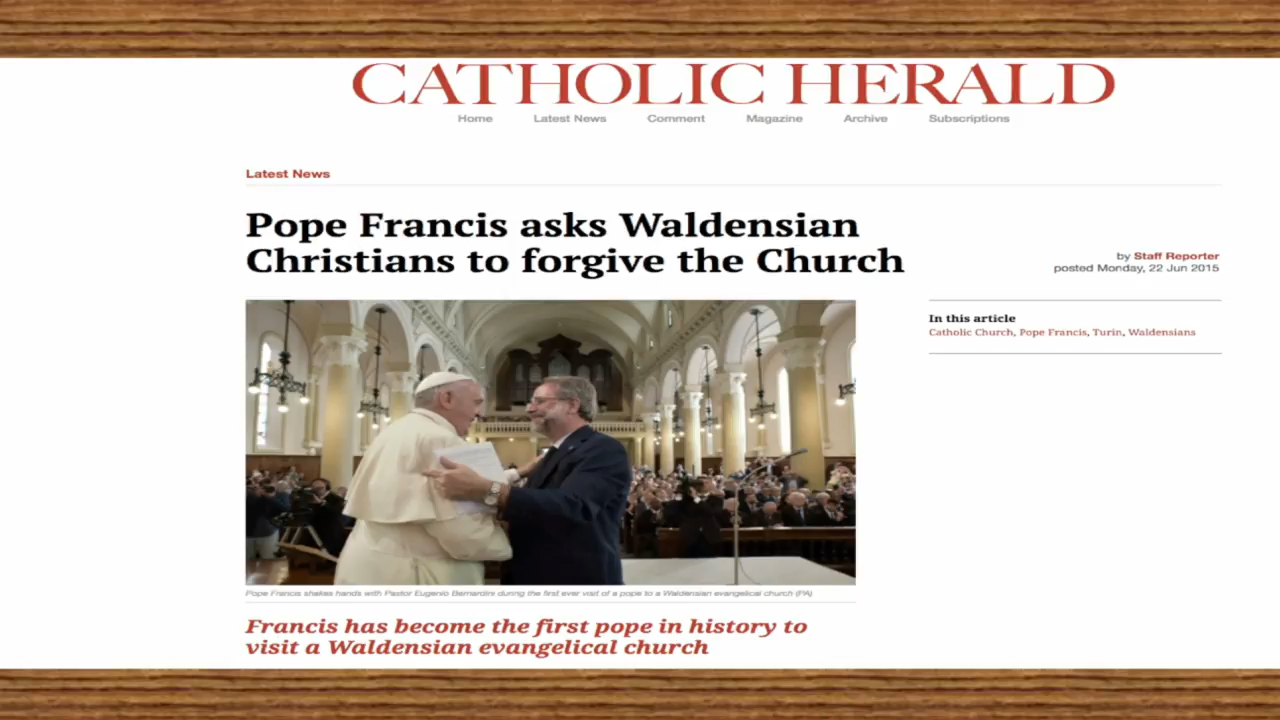 CATHOLIC HERALD
Home Latest News Comment Magazine Archive Subscriptions
Latest News
Pope Francis asks Waldensian
Christians to forgive the Church
by Staff Reporter
posted Monday, 22 Jun 2015
In this article
Catholic Church, Pope Francis, Turin, Waldensians
Pope Francis shakes hands with Pastor Eugenio Bernardini during the first ever visit of a pope to a Waldensian evangelical church (PA)
Francis has become the first pope in history to
visit a Waldensian evangelical church